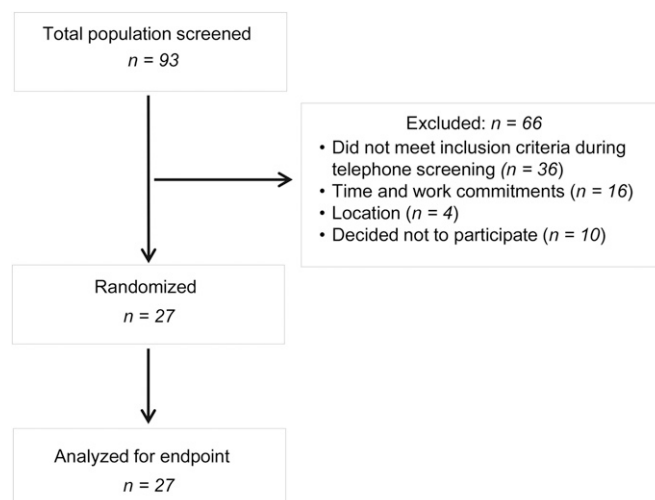 Total population screened
n = 93
Excluded: n = 66
• Did not meet inclusion criteria during
telephone screening (n = 36)
• Time and work commitments (n = 16)
• Location (n = 4)
• Decided not to participate (n = 10)
Randomized
n = 27
Analyzed for endpoint
n = 27